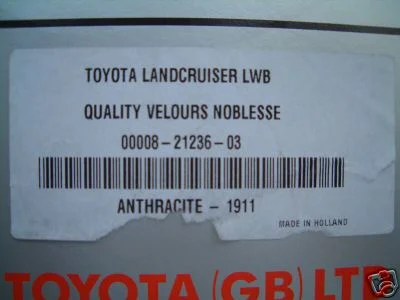 TOYOTA LANDCRUISER LWB
QUALITY VELOURS NOBLESSE
00008-21236-03
ANTHRACITE - 1911
MADE IN HOLLAND
TOYOTA (GB) LTD